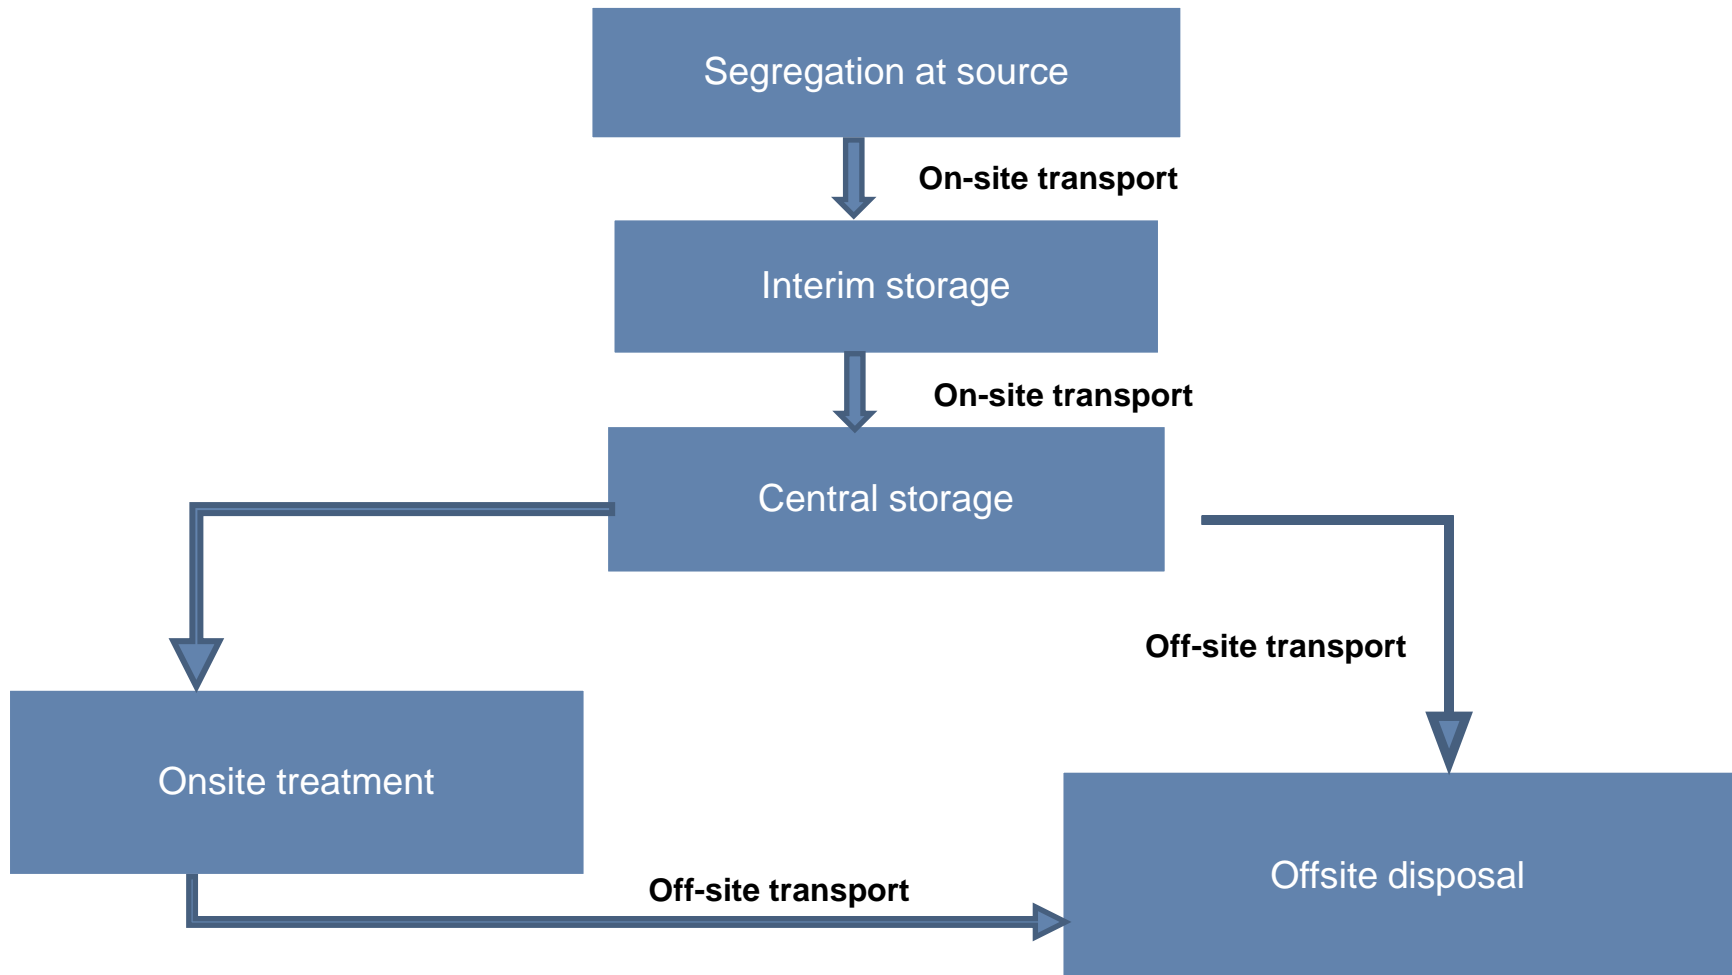 Segregation at source
On-site transport
Interim storage
On-site transport
Central storage
Off-site transport
Onsite treatment
Offsite disposal
Off-site transport